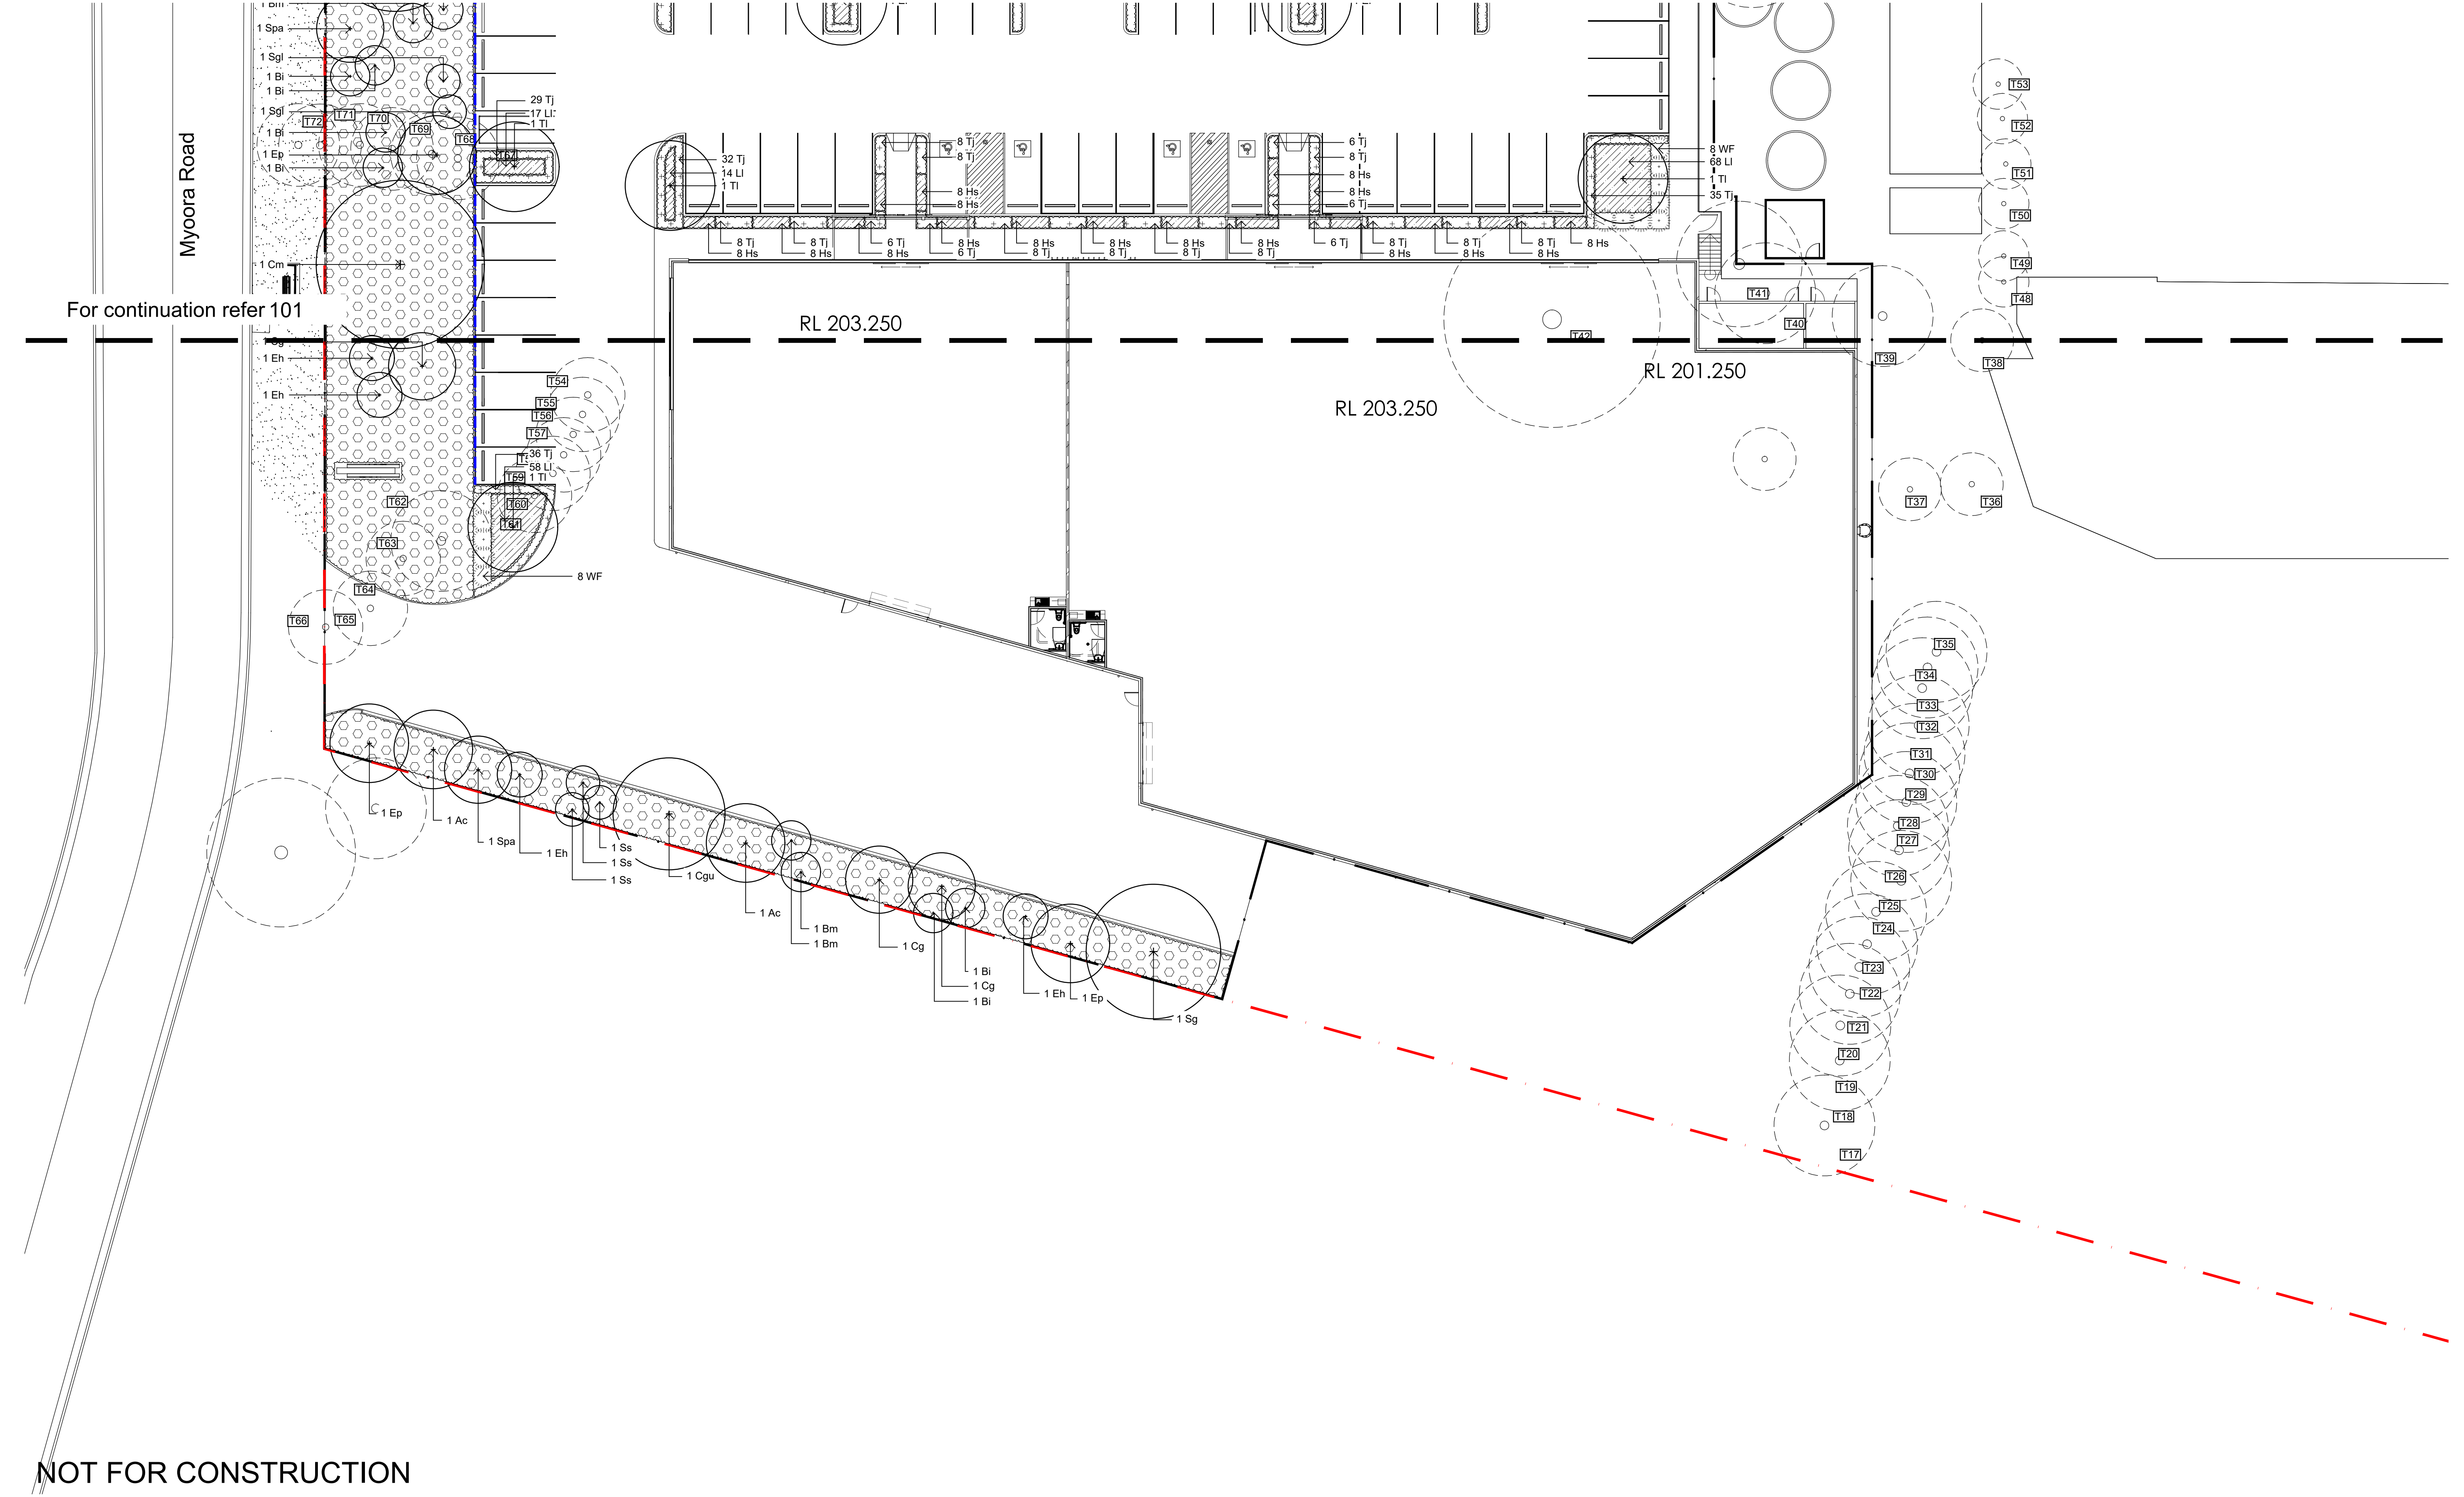 1 Bm
1 Spa
1 Sgl
1 Bi
1 Bi
1 Sgl
1 Bi
1 Ep
1 Bi
1 Cm
1 Sg
1 Eh
1 Eh
Myoora Road
For continuation refer 101
T72
T71
T70
T69
T68
T67
29 Tj
17 Ll
1 Tl
32 Tj
14 Ll
1 Tl
8 Tj
8 Tj
8 Hs
8 Hs
6 Tj
8 Tj
8 Hs
8 Hs
6 Tj
8 WF
68 Ll
1 Tl
35 Tj
8 Tj
8 Hs
8 Tj
8 Hs
6 Tj
8 Hs
8 Hs
6 Tj
8 Hs
8 Tj
8 Hs
8 Tj
8 Hs
8 Tj
8 Hs
8 Tj
6 Tj
8 Tj
8 Hs
8 Tj
8 Hs
8 Tj
8 Hs
8 Hs
RL 203.250
RL 203.250
RL 201.250
T53
T52
T51
T50
T49
T48
T42
T41
T40
T39
T38
T37
T36
T54
T55
T56
T57
36 Tj
58 Ll
1 Tl
T59
T60
T61
8 WF
T62
T63
T64
T65
T66
T35
T34
T33
T32
T31
T30
T29
T28
T27
T26
T25
T24
T23
T22
T21
T20
T19
T18
T17
1 Ep
1 Ac
1 Spa
1 Eh
1 Ss
1 Ss
1 Ss
1 Cgu
1 Ac
1 Bm
1 Bm
1 Cg
1 Bi
1 Cg
1 Bi
1 Eh
1 Ep
1 Sg
NOT FOR CONSTRUCTION